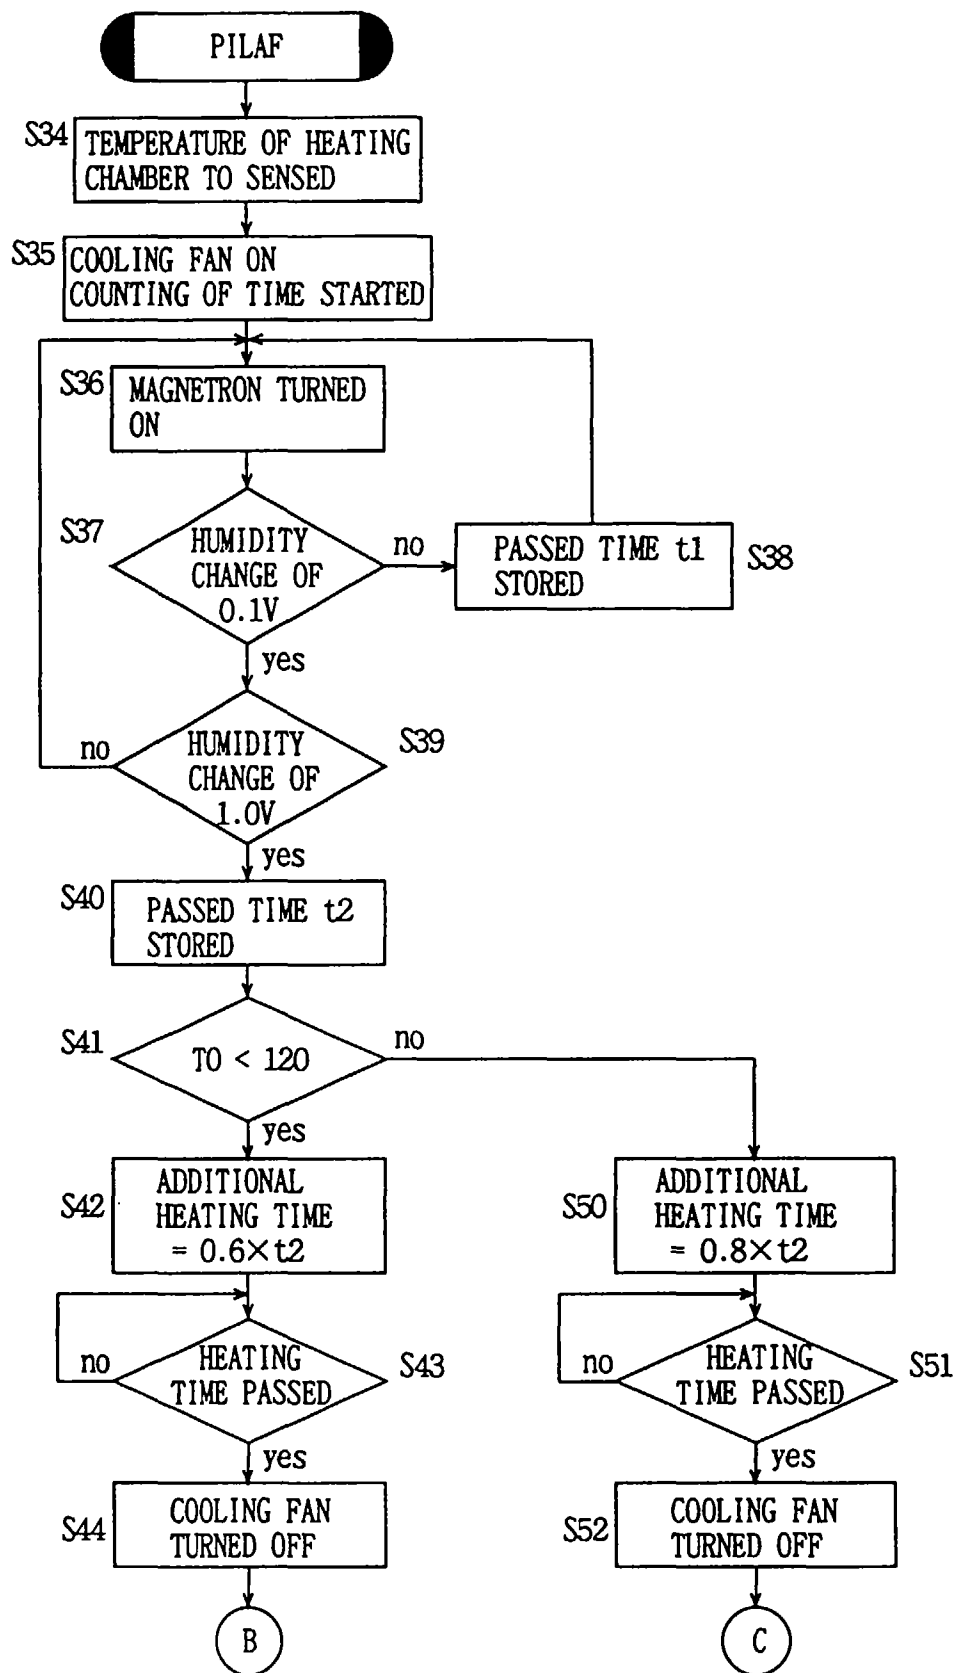 PILAF
S34
TEMPERATURE OF HEATING
CHAMBER TO SENSED
S35
COOLING FAN ON
COUNTING OF TIME STARTED
S36
MAGNETRON TURNED
ON
S37
HUMIDITY
CHANGE OF
0.1V
no
PASSED TIME t1
STORED
S38
yes
HUMIDITY
CHANGE OF
1.0V
S39
no
yes
S40
PASSED TIME t2
STORED
S41
T0 < 120
no
yes
S42
ADDITIONAL
HEATING TIME
= 0.6×t2
S50
ADDITIONAL
HEATING TIME
= 0.8×t2
no
HEATING
TIME PASSED
S43
no
HEATING
TIME PASSED
S51
yes
yes
S44
COOLING FAN
TURNED OFF
S52
COOLING FAN
TURNED OFF
B
C